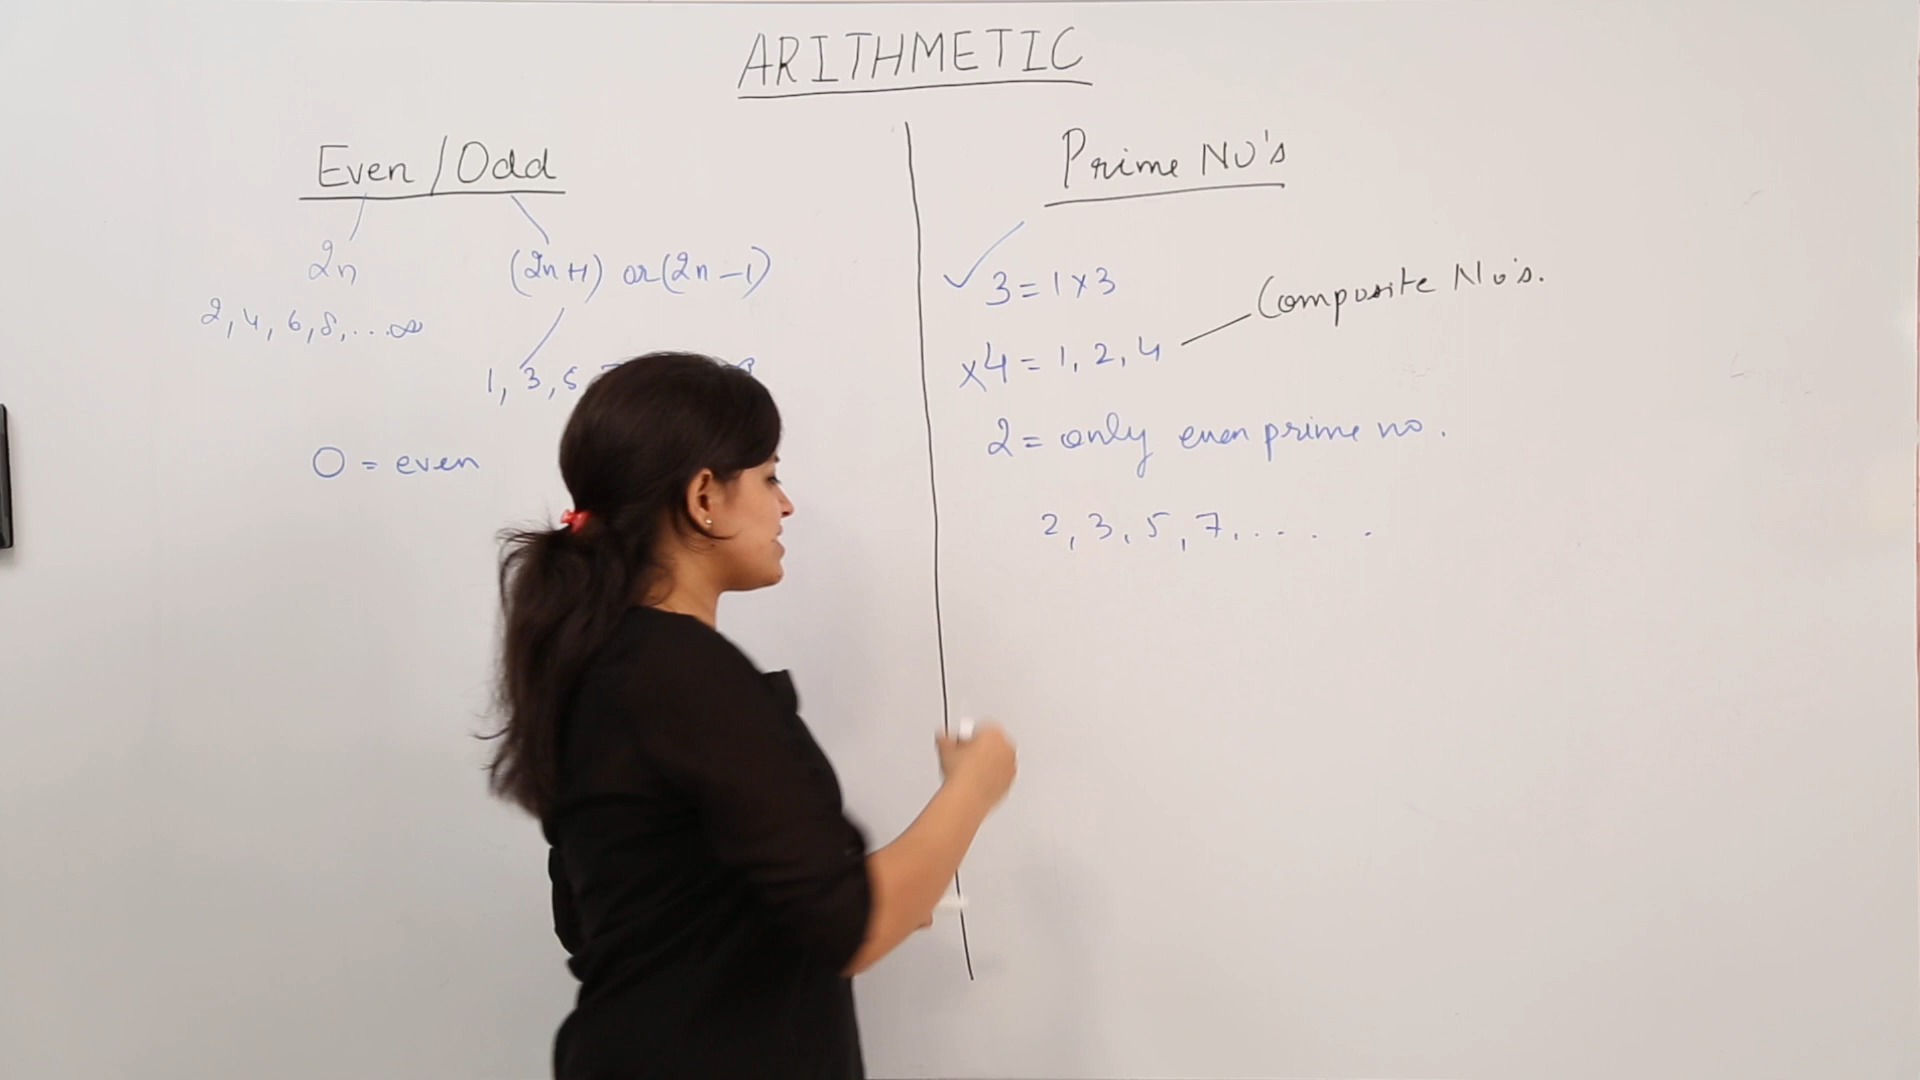 ARITHMETIC
Even / Odd
2n
(2n+1) or (2n-1)
2, 4, 6, 8, ... ∞
1, 3, 5
0 = even
Prime NO's
3 = 1 x 3
x4 = 1, 2, 4
Composite No's.
2 = only even prime no.
2, 3, 5, 7, . . . . .